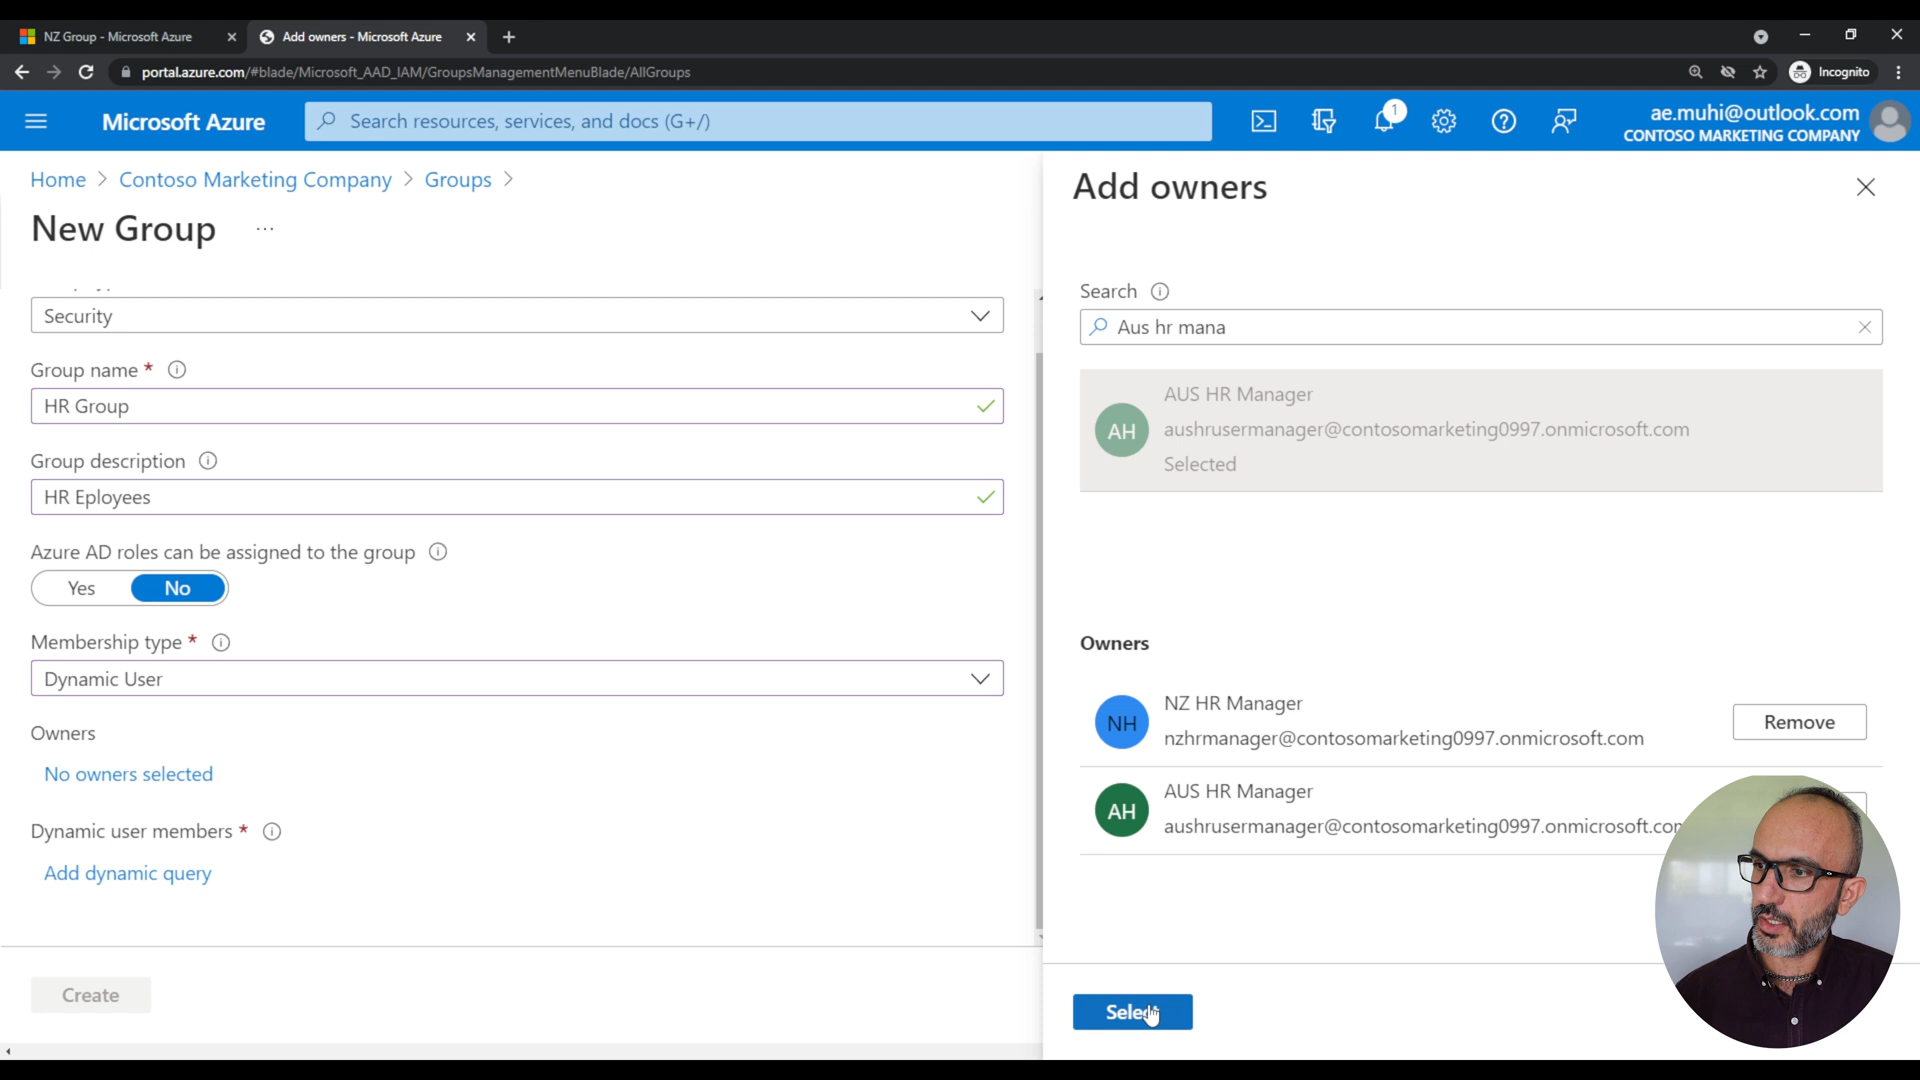 NZ Group - Microsoft Azure
Add owners - Microsoft Azure
portal.azure.com/#blade/Microsoft_AAD_IAM/GroupsManagementMenuBlade/AllGroups
Incognito
Microsoft Azure
Search resources, services, and docs (G+/)
1
ae.muhi@outlook.com
CONTOSO MARKETING COMPANY
Home > Contoso Marketing Company > Groups >
New Group ...
Security
Group name *
HR Group
Group description
HR Eployees
Azure AD roles can be assigned to the group
Yes No
Membership type *
Dynamic User
Owners
No owners selected
Dynamic user members *
Add dynamic query
Create
Add owners
Search
Aus hr mana
AH
AUS HR Manager
aushrusermanager@contosomarketing0997.onmicrosoft.com
Selected
Owners
NH
NZ HR Manager
nzhrmanager@contosomarketing0997.onmicrosoft.com
Remove
AH
AUS HR Manager
aushrusermanager@contosomarketing0997.onmicrosoft.com
Select